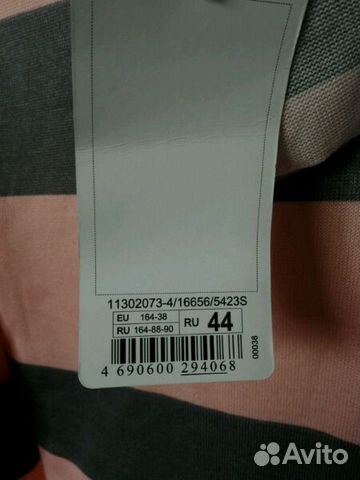 11302073-4/16656/5423S
EU 164-38
RU 164-88-90
RU 44
00038
4 690600 294068
Avito